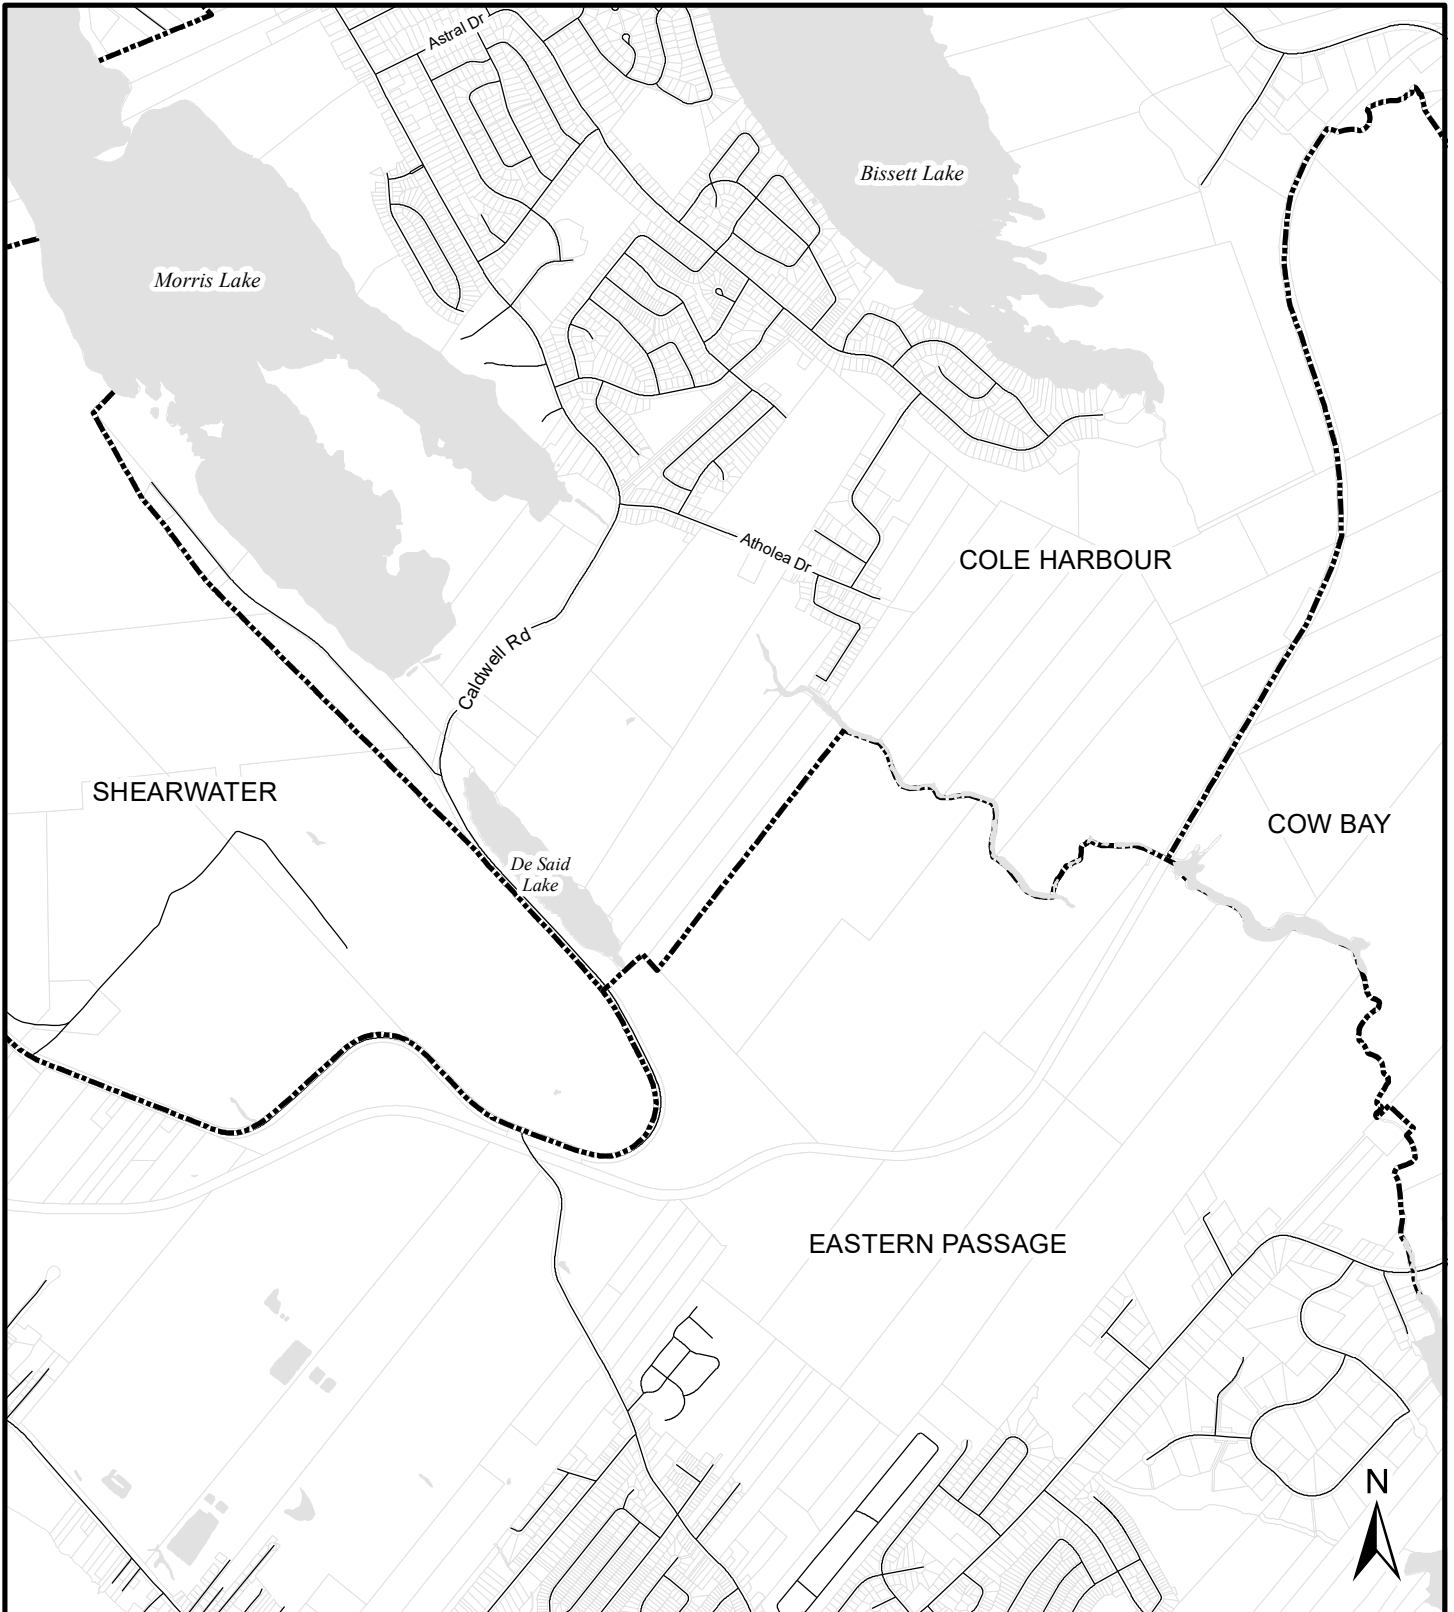 Astral Dr
Bissett Lake
Morris Lake
Atholea Dr
COLE HARBOUR
Caldwell Rd
SHEARWATER
COW BAY
De Said
Lake
EASTERN PASSAGE
N